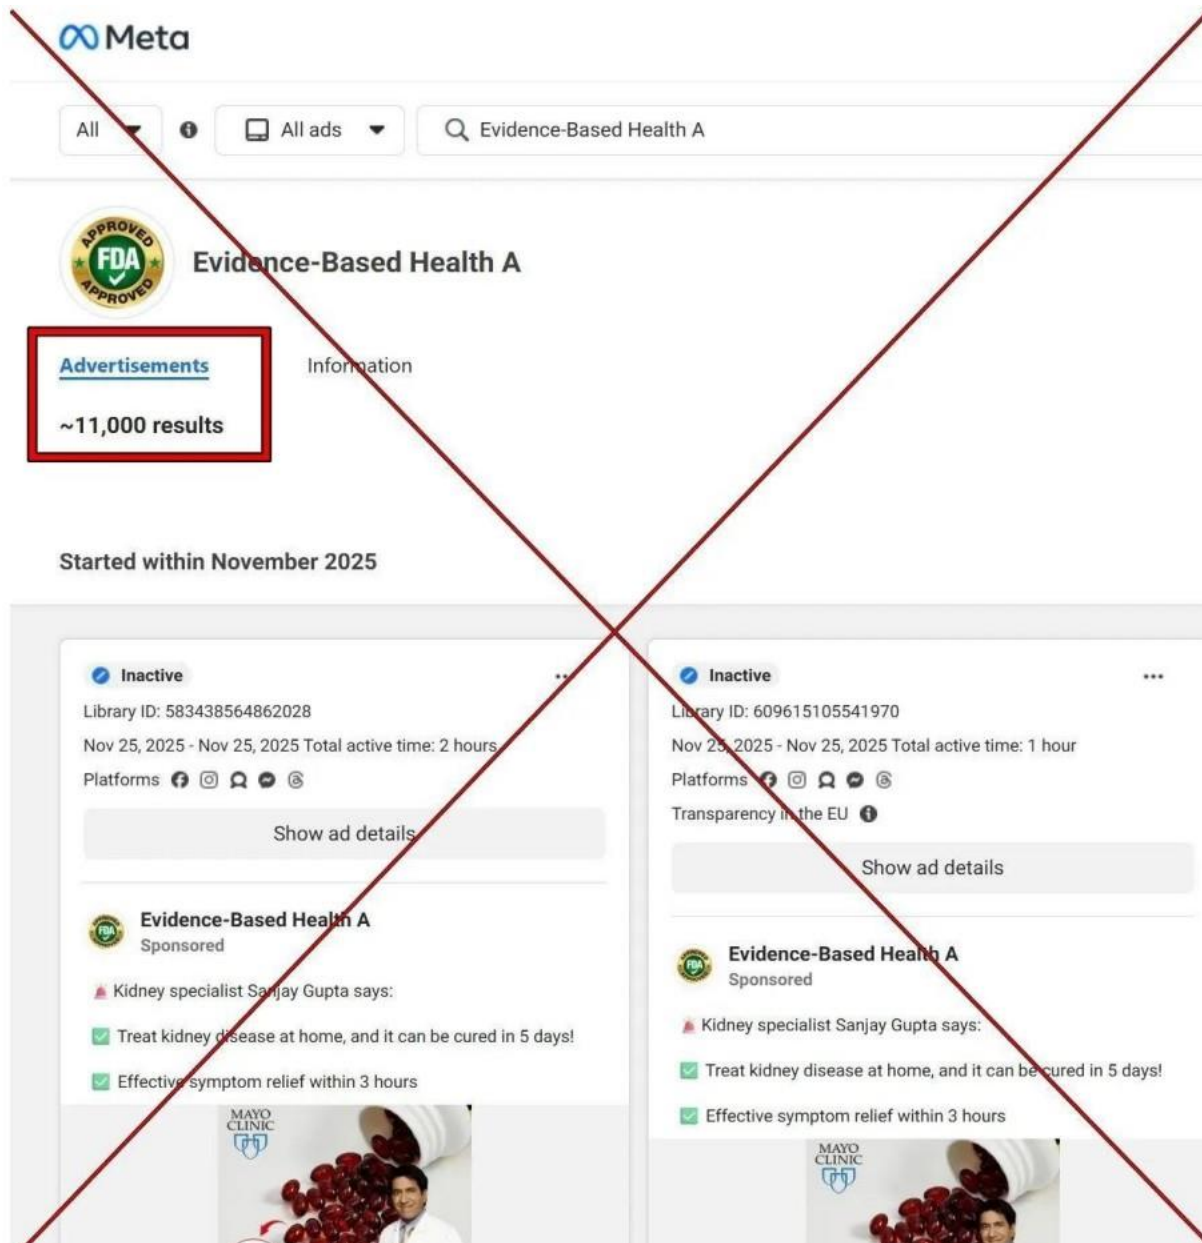 Meta
All
All ads
Evidence-Based Health A
APPROVED
FDA
APPROVED
Evidence-Based Health A
Advertisements
Information
~11,000 results
Started within November 2025
Inactive
Library ID: 583438564862028
Nov 25, 2025 - Nov 25, 2025 Total active time: 2 hours
Platforms
Show ad details
FDA
Evidence-Based Health A
Sponsored
Kidney specialist Sanjay Gupta says:
Treat kidney disease at home, and it can be cured in 5 days!
Effective symptom relief within 3 hours
MAYO
CLINIC
Inactive
Library ID: 609615105541970
Nov 25, 2025 - Nov 25, 2025 Total active time: 1 hour
Platforms
Transparency in the EU
Show ad details
FDA
Evidence-Based Health A
Sponsored
Kidney specialist Sanjay Gupta says:
Treat kidney disease at home, and it can be cured in 5 days!
Effective symptom relief within 3 hours
MAYO
CLINIC